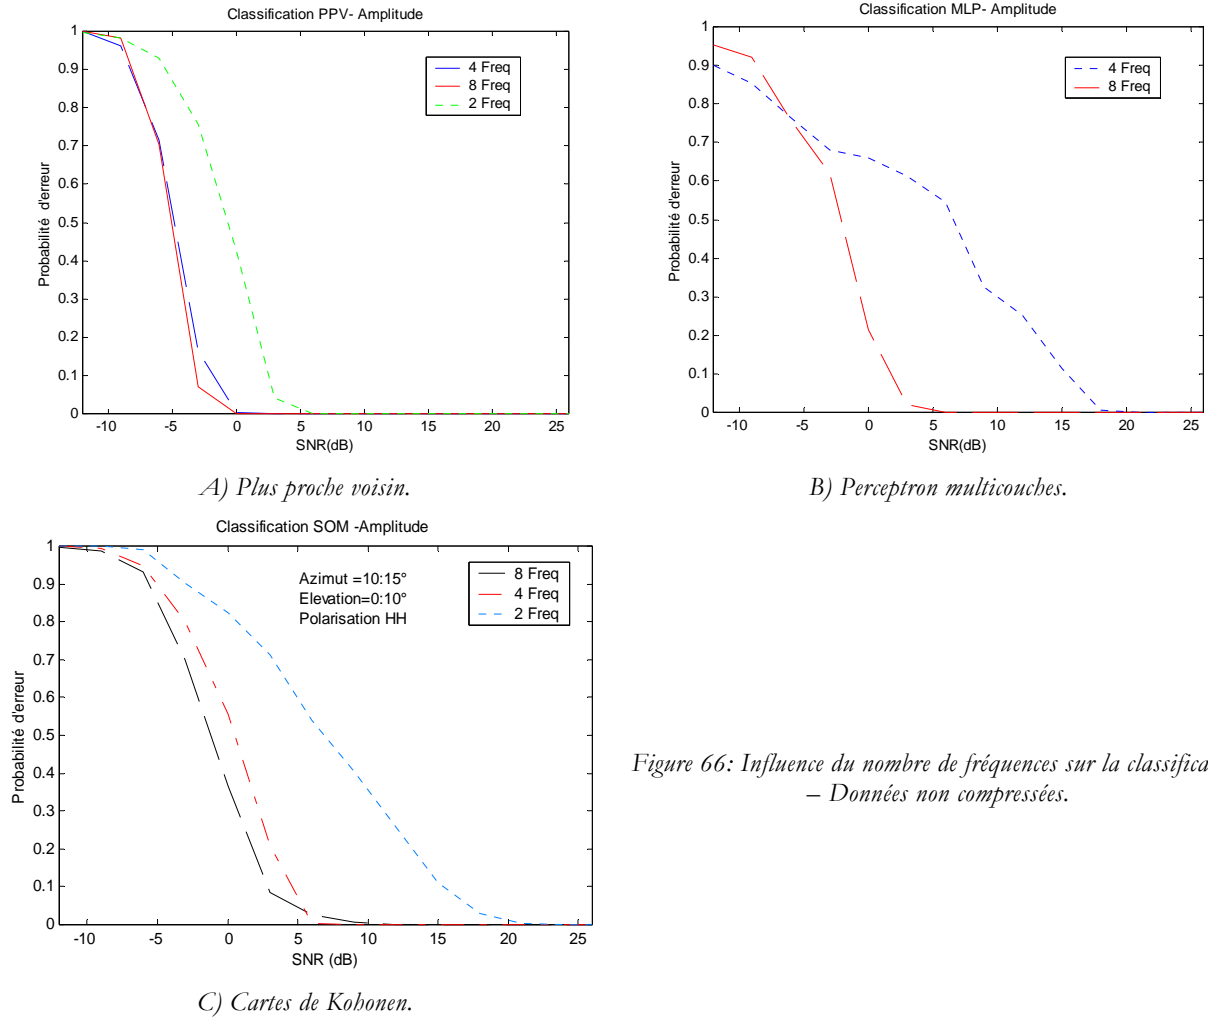 Classification PPV- Amplitude
1
0.9
0.8
0.7
0.6
0.5
0.4
0.3
0.2
0.1
0
Probabilité d'erreur
4 Freq
8 Freq
2 Freq
-10 -5 0 5 10 15 20 25
SNR(dB)
A) Plus proche voisin.
Classification MLP- Amplitude
1
0.9
0.8
0.7
0.6
0.5
0.4
0.3
0.2
0.1
0
Probabilité d'erreur
4 Freq
8 Freq
-10 -5 0 5 10 15 20 25
SNR(dB)
B) Perceptron multicouches.
Classification SOM -Amplitude
1
0.9
0.8
0.7
0.6
0.5
0.4
0.3
0.2
0.1
0
Probabilité d'erreur
Azimut =10:15°
Elevation=0:10°
Polarisation HH
8 Freq
4 Freq
2 Freq
-10 -5 0 5 10 15 20 25
SNR (dB)
C) Cartes de Kohonen.
Figure 66: Influence du nombre de fréquences sur la classifica
– Données non compressées.